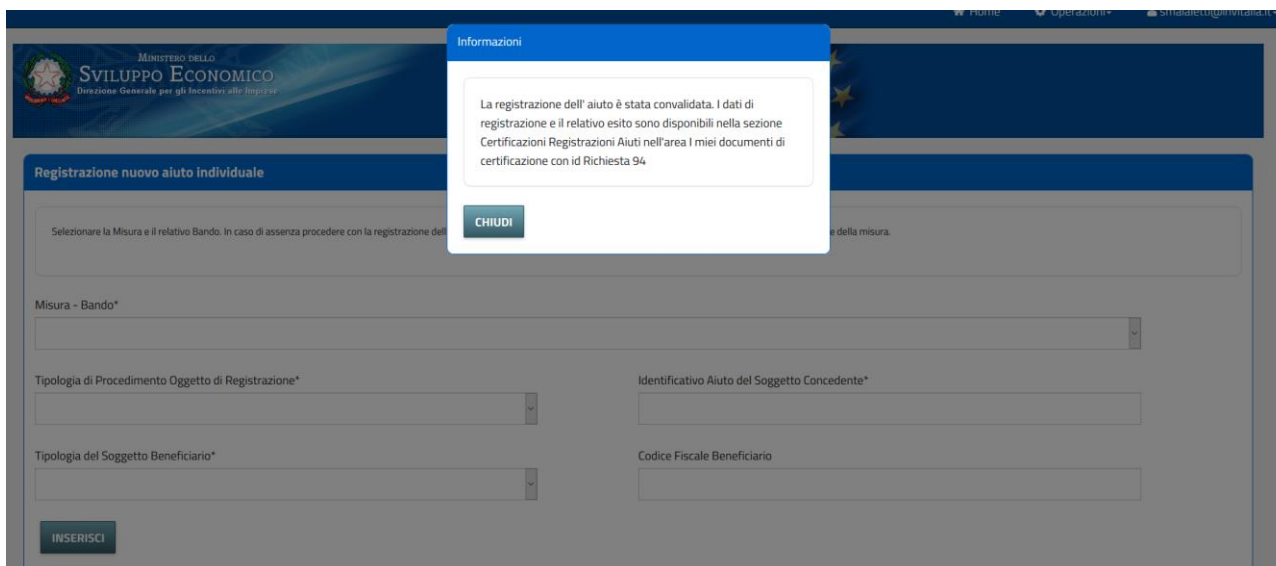 Home
Operazioni
smalaletti@invitalia.it
MINISTERO DELLO
SVILUPPO ECONOMICO
Direzione Generale per gli Incentivi alle Imprese
Informazioni
La registrazione dell' aiuto è stata convalidata. I dati di
registrazione e il relativo esito sono disponibili nella sezione
Certificazioni Registrazioni Aiuti nell'area I miei documenti di
certificazione con id Richiesta 94
CHIUDI
Registrazione nuovo aiuto individuale
Selezionare la Misura e il relativo Bando. In caso di assenza procedere con la registrazione dell
e della misura.
Misura - Bando*
Tipologia di Procedimento Oggetto di Registrazione*
Identificativo Aiuto del Soggetto Concedente*
Tipologia del Soggetto Beneficiario*
Codice Fiscale Beneficiario
INSERISCI